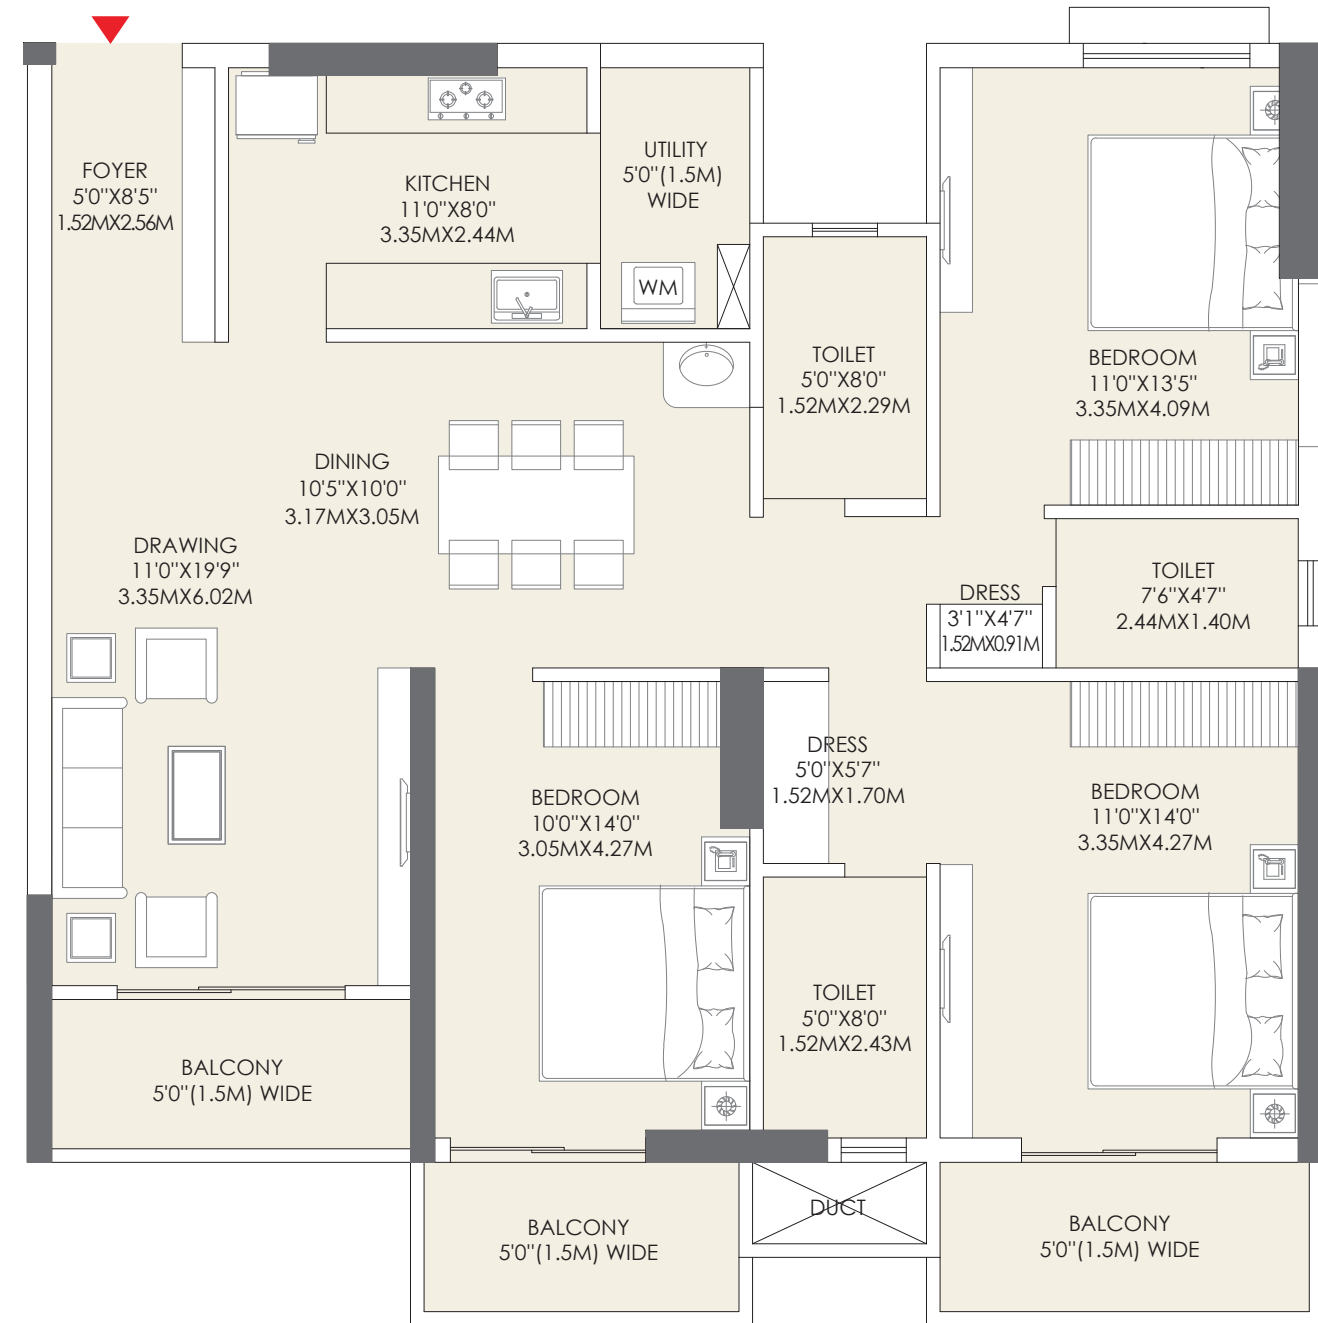 FOYER
5'0"X8'5"
1.52MX2.56M
KITCHEN
11'0"X8'0"
3.35MX2.44M
UTILITY
5'0"(1.5M)
WIDE
WM
TOILET
5'0"X8'0"
1.52MX2.29M
BEDROOM
11'0"X13'5"
3.35MX4.09M
DINING
10'5"X10'0"
3.17MX3.05M
DRAWING
11'0"X19'9"
3.35MX6.02M
DRESS
3'1"X4'7"
1.52MX0.91M
TOILET
7'6"X4'7"
2.44MX1.40M
DRESS
5'0"X5'7"
1.52MX1.70M
BEDROOM
10'0"X14'0"
3.05MX4.27M
BEDROOM
11'0"X14'0"
3.35MX4.27M
TOILET
5'0"X8'0"
1.52MX2.43M
BALCONY
5'0"(1.5M) WIDE
DUCT
BALCONY
5'0"(1.5M) WIDE
BALCONY
5'0"(1.5M) WIDE